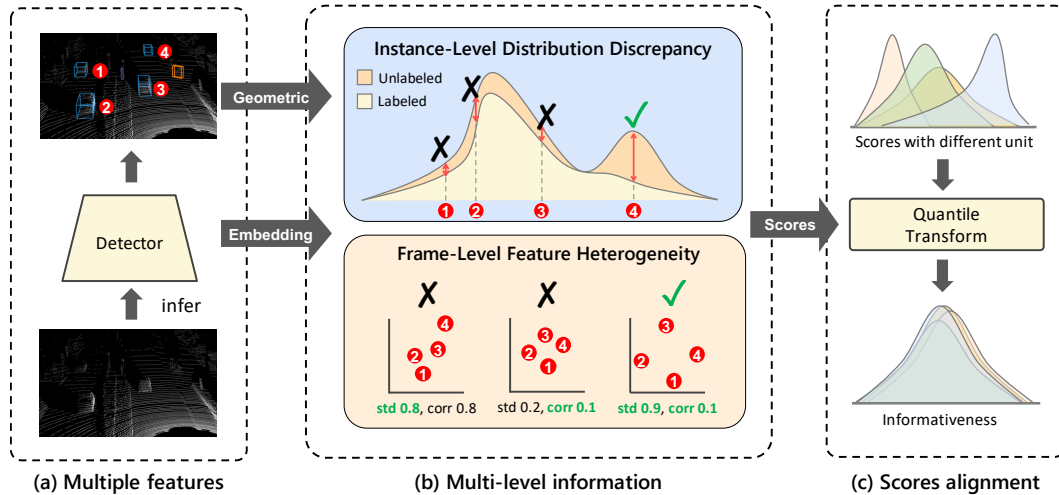 1
2
3
4
Detector
infer
(a) Multiple features
Geometric
Embedding
Instance-Level Distribution Discrepancy
Unlabeled
Labeled
✗ ✗ ✗ ✓
1 2 3 4
Frame-Level Feature Heterogeneity
✗ ✗ ✓
4
3
2
1
std 0.8, corr 0.8
3
4
2
1
std 0.2, corr 0.1
3
4
2
1
std 0.9, corr 0.1
(b) Multi-level information
Scores
Scores with different unit
Quantile
Transform
Informativeness
(c) Scores alignment